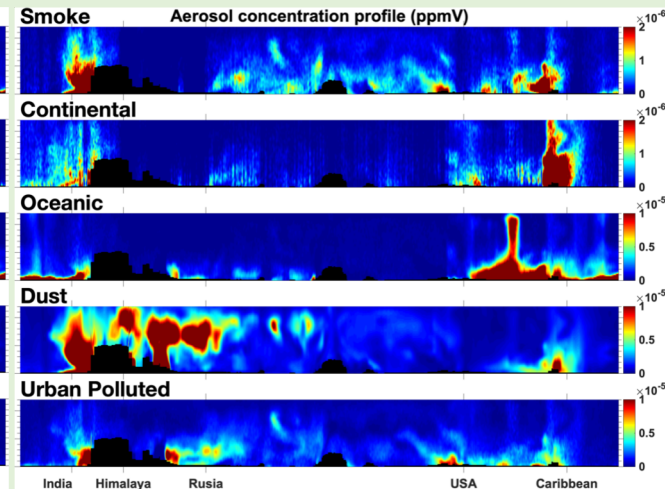 Smoke
Aerosol concentration profile (ppmV)
×10⁻⁶
2
1
0
Continental
×10⁻⁶
2
1
0
Oceanic
×10⁻⁵
1
0.5
0
Dust
×10⁻⁵
1
0.5
0
Urban Polluted
×10⁻⁵
1
0.5
0
India Himalaya Rusia USA Caribbean